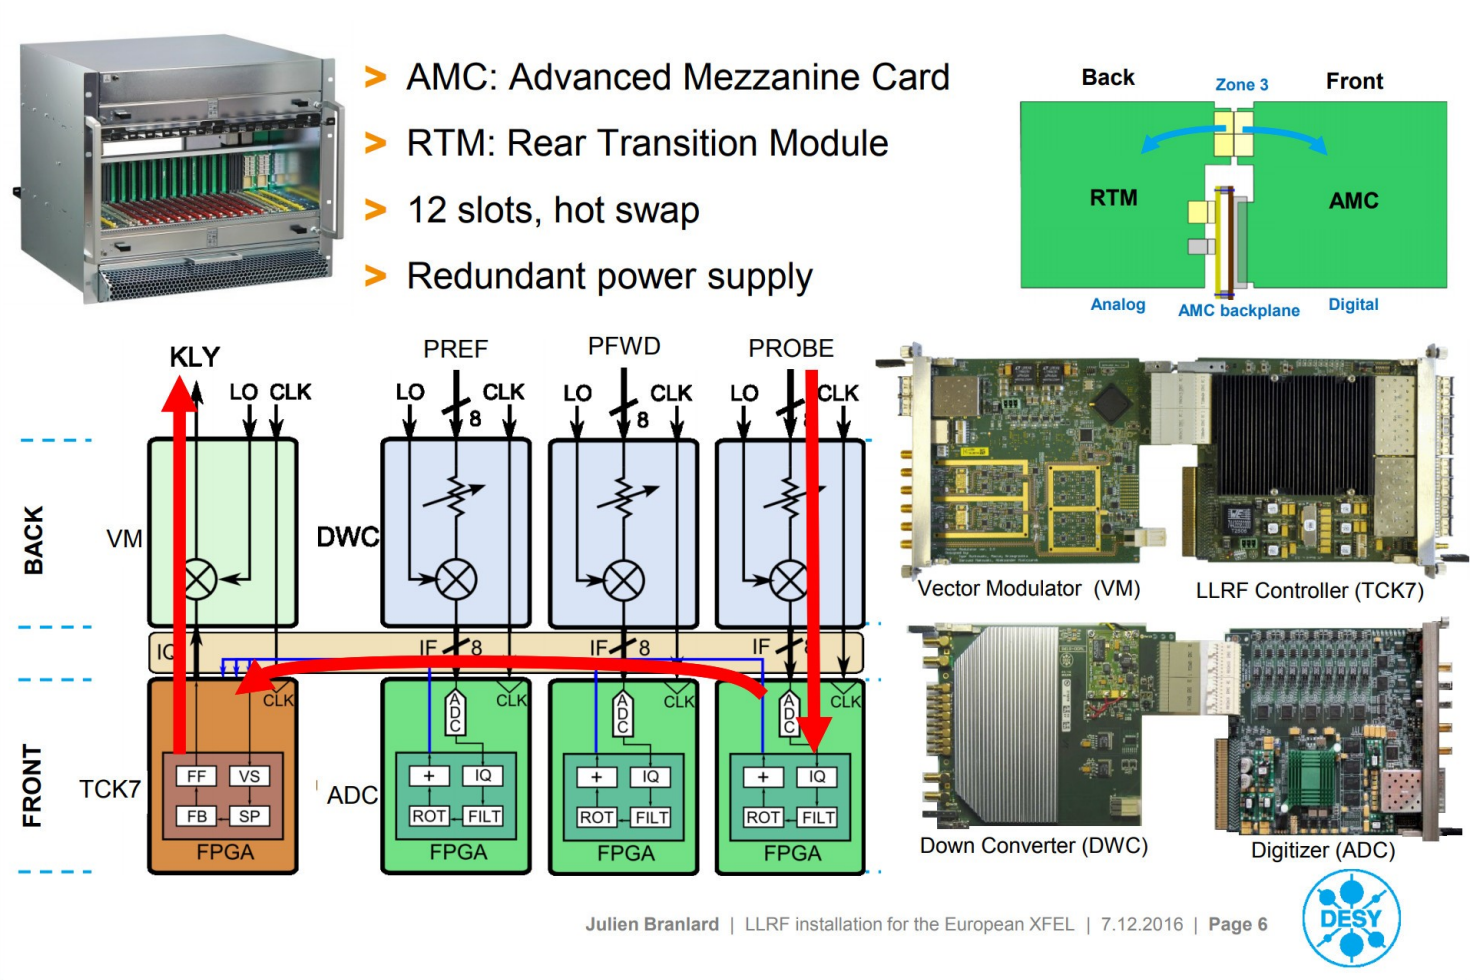 > AMC: Advanced Mezzanine Card
> RTM: Rear Transition Module
> 12 slots, hot swap
> Redundant power supply
Back
Zone 3
Front
RTM
AMC
Analog
AMC backplane
Digital
KLY
LO CLK
PREF
LO
CLK
8
PFWD
LO
CLK
8
PROBE
LO
CLK
BACK
VM
DWC
IF
8
IF
8
IF
8
FRONT
TCK7
CLK
FF
VS
FB
SP
FPGA
ADC
ADC
CLK
+
IQ
ROT
FILT
FPGA
ADC
CLK
+
IQ
ROT
FILT
FPGA
ADC
CLK
+
IQ
ROT
FILT
FPGA
Vector Modulator (VM)
LLRF Controller (TCK7)
Down Converter (DWC)
Digitizer (ADC)
Julien Branlard | LLRF installation for the European XFEL | 7.12.2016 | Page 6
DESY